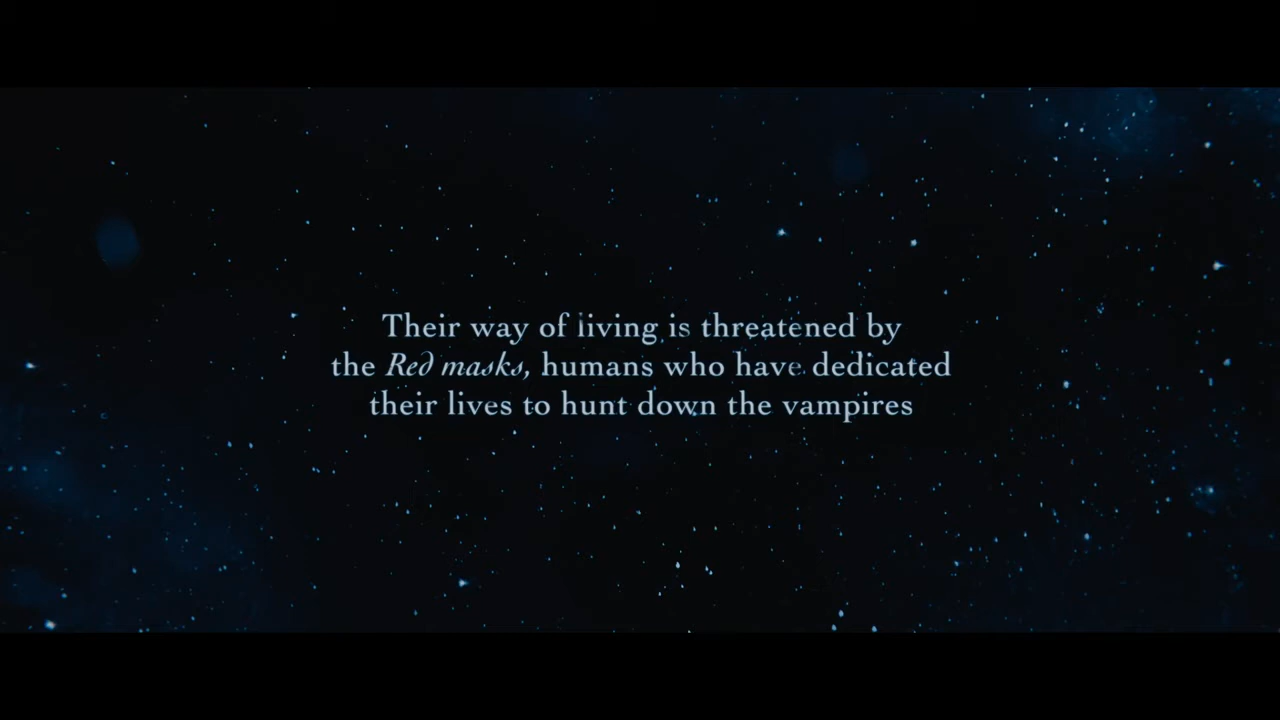 Their way of living is threatened by
the Red masks, humans who have dedicated
their lives to hunt down the vampires